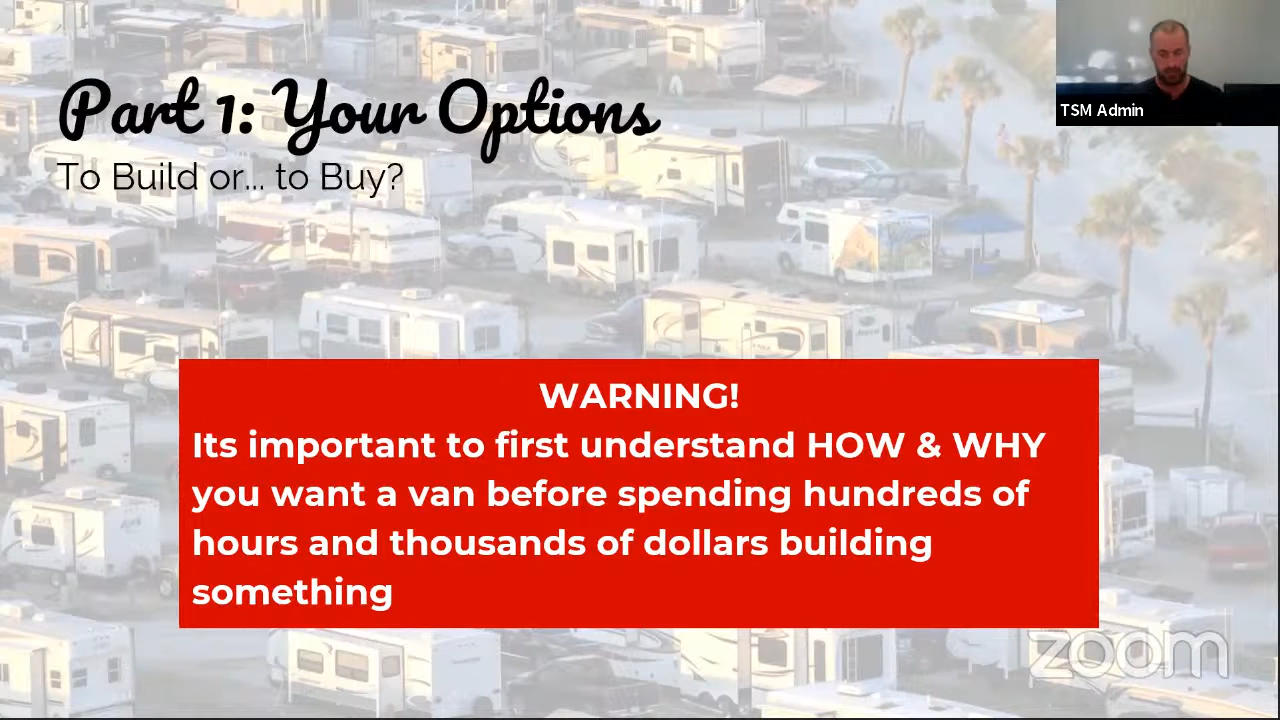 Part 1: Your Options
To Build or... to Buy?
TSM Admin
WARNING!
Its important to first understand HOW & WHY
you want a van before spending hundreds of
hours and thousands of dollars building
something
zoom